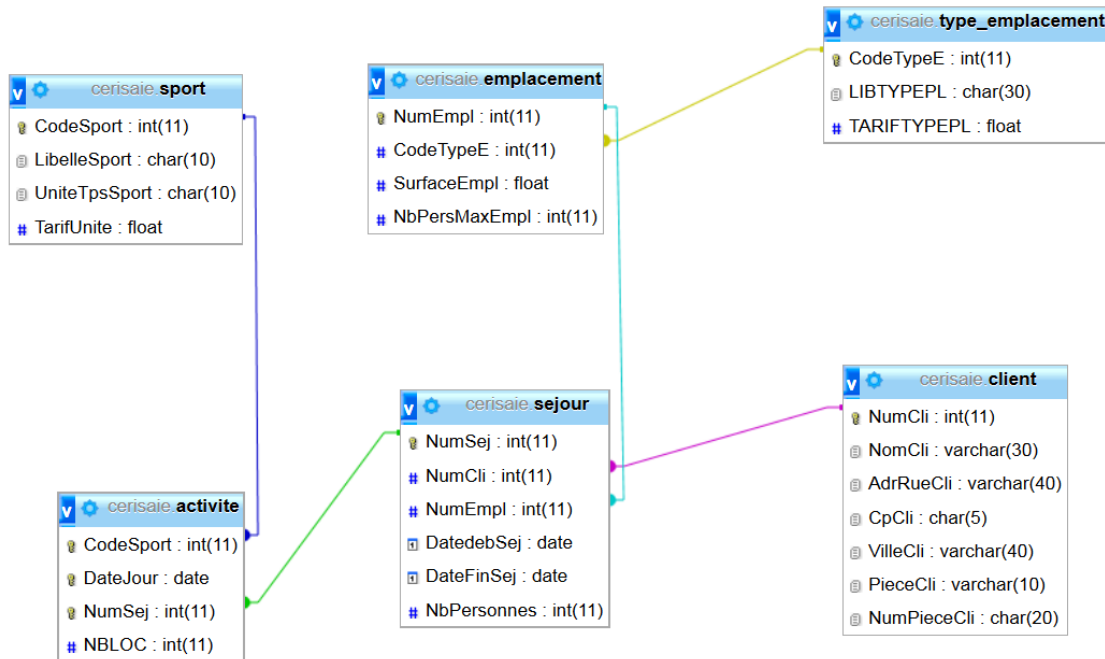 cerisaie.sport
CodeSport : int(11)
LibelleSport : char(10)
UniteTpsSport : char(10)
TarifUnite : float
cerisaie.emplacement
NumEmpl : int(11)
CodeTypeE : int(11)
SurfaceEmpl : float
NbPersMaxEmpl : int(11)
cerisaie.type_emplacement
CodeTypeE : int(11)
LIBTYPEPL : char(30)
TARIFTYPEPL : float
cerisaie.activite
CodeSport : int(11)
DateJour : date
NumSej : int(11)
NBLOC : int(11)
cerisaie.sejour
NumSej : int(11)
NumCli : int(11)
NumEmpl : int(11)
DatedebSej : date
DateFinSej : date
NbPersonnes : int(11)
cerisaie.client
NumCli : int(11)
NomCli : varchar(30)
AdrRueCli : varchar(40)
CpCli : char(5)
VilleCli : varchar(40)
PieceCli : varchar(10)
NumPieceCli : char(20)